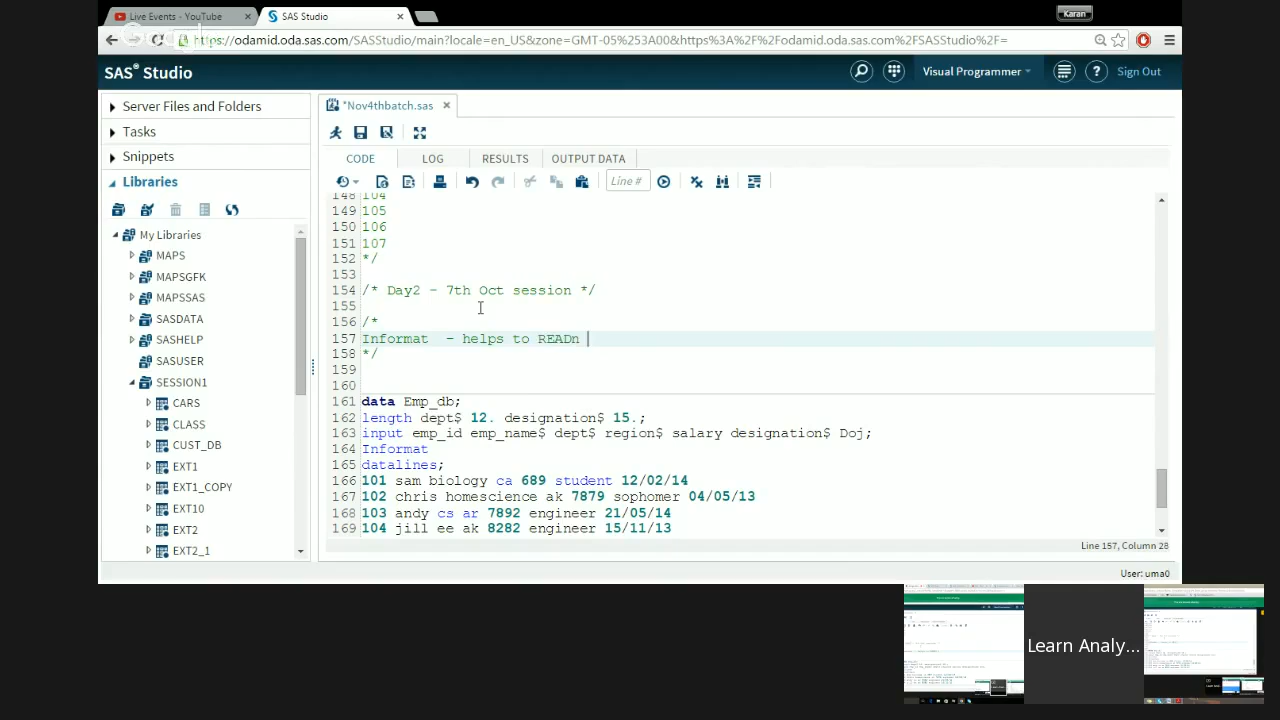 Live Events - YouTube
SAS Studio
Karan
https://odamid.oda.sas.com/SASStudio/main?locale=en_US&zone=GMT-05%253A00&https%3A%2F%2Fodamid.oda.sas.com%2FSASStudio%2F=
SAS® Studio
Visual Programmer
Sign Out
Server Files and Folders
Tasks
Snippets
Libraries
My Libraries
MAPS
MAPSGFK
MAPSSAS
SASDATA
SASHELP
SASUSER
SESSION1
CARS
CLASS
CUST_DB
EXT1
EXT1_COPY
EXT10
EXT2
EXT2_1
*Nov4thbatch.sas
CODE
LOG
RESULTS
OUTPUT DATA
Line #
148 104
149 105
150 106
151 107
152 */
153
154 /* Day2 - 7th Oct session */
155
156 /*
157 Informat  - helps to READn
158 */
159
160
161 data Emp_db;
162 length dept$ 12. designation$ 15.;
163 input emp_id emp_name$ dept$ region$ salary designation$ Doj;
164 Informat
165 datalines;
166 101 sam biology ca 689 student 12/02/14
167 102 chris homescience ak 7879 sophomer 04/05/13
168 103 andy cs ar 7892 engineer 21/05/14
169 104 jill ee ak 8282 engineer 15/11/13
Line 157, Column 28
User: uma0
Learn Analy...